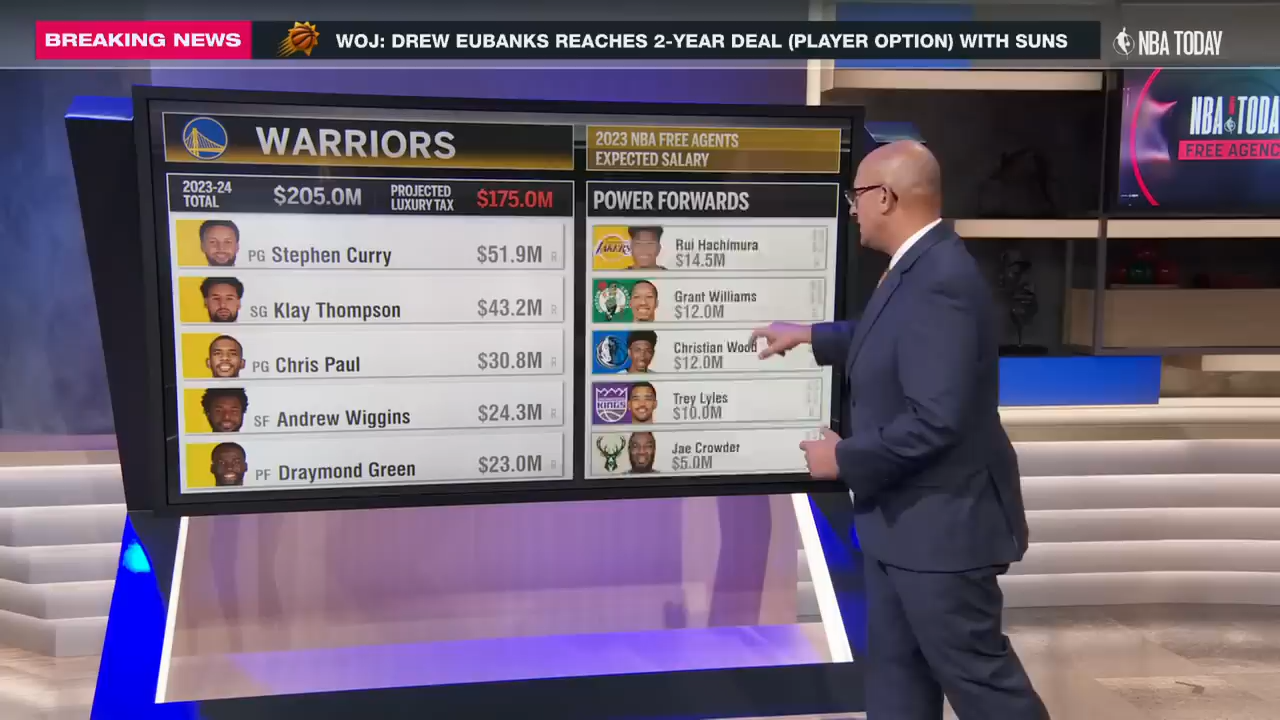 BREAKING NEWS
WOJ: DREW EUBANKS REACHES 2-YEAR DEAL (PLAYER OPTION) WITH SUNS
NBA TODAY
WARRIORS
2023-24 TOTAL $205.0M PROJECTED LUXURY TAX $175.0M
PG Stephen Curry $51.9M R
SG Klay Thompson $43.2M R
PG Chris Paul $30.8M R
SF Andrew Wiggins $24.3M R
PF Draymond Green $23.0M R
2023 NBA FREE AGENTS
EXPECTED SALARY
POWER FORWARDS
LAKERS
Rui Hachimura
$14.5M
Grant Williams
$12.0M
Christian Wood
$12.0M
KINGS
Trey Lyles
$10.0M
Jae Crowder
$5.0M
NBA TODA
FREE AGENC